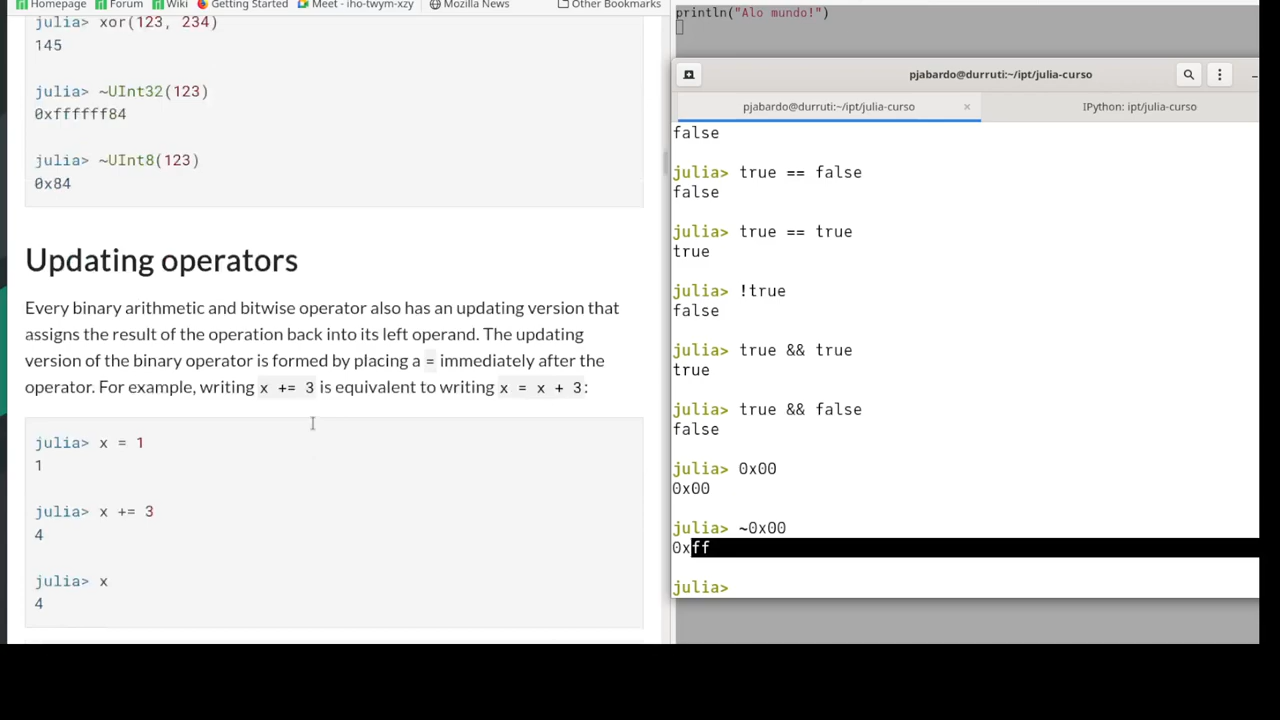 Homepage Forum Wiki Getting Started Meet - iho-twym-xzy Mozilla News Other Bookmarks
julia> xor(123, 234)
145
julia> ~UInt32(123)
0xffffff84
julia> ~UInt8(123)
0x84
Updating operators
Every binary arithmetic and bitwise operator also has an updating version that
assigns the result of the operation back into its left operand. The updating
version of the binary operator is formed by placing a = immediately after the
operator. For example, writing x += 3 is equivalent to writing x = x + 3:
julia> x = 1
1
julia> x += 3
4
julia> x
4
println("Alo mundo!")
pjabardo@durruti:~/ipt/julia-curso
pjabardo@durruti:~/ipt/julia-curso × IPython: ipt/julia-curso
false
julia> true == false
false
julia> true == true
true
julia> !true
false
julia> true && true
true
julia> true && false
false
julia> 0x00
0x00
julia> ~0x00
0xff
julia>